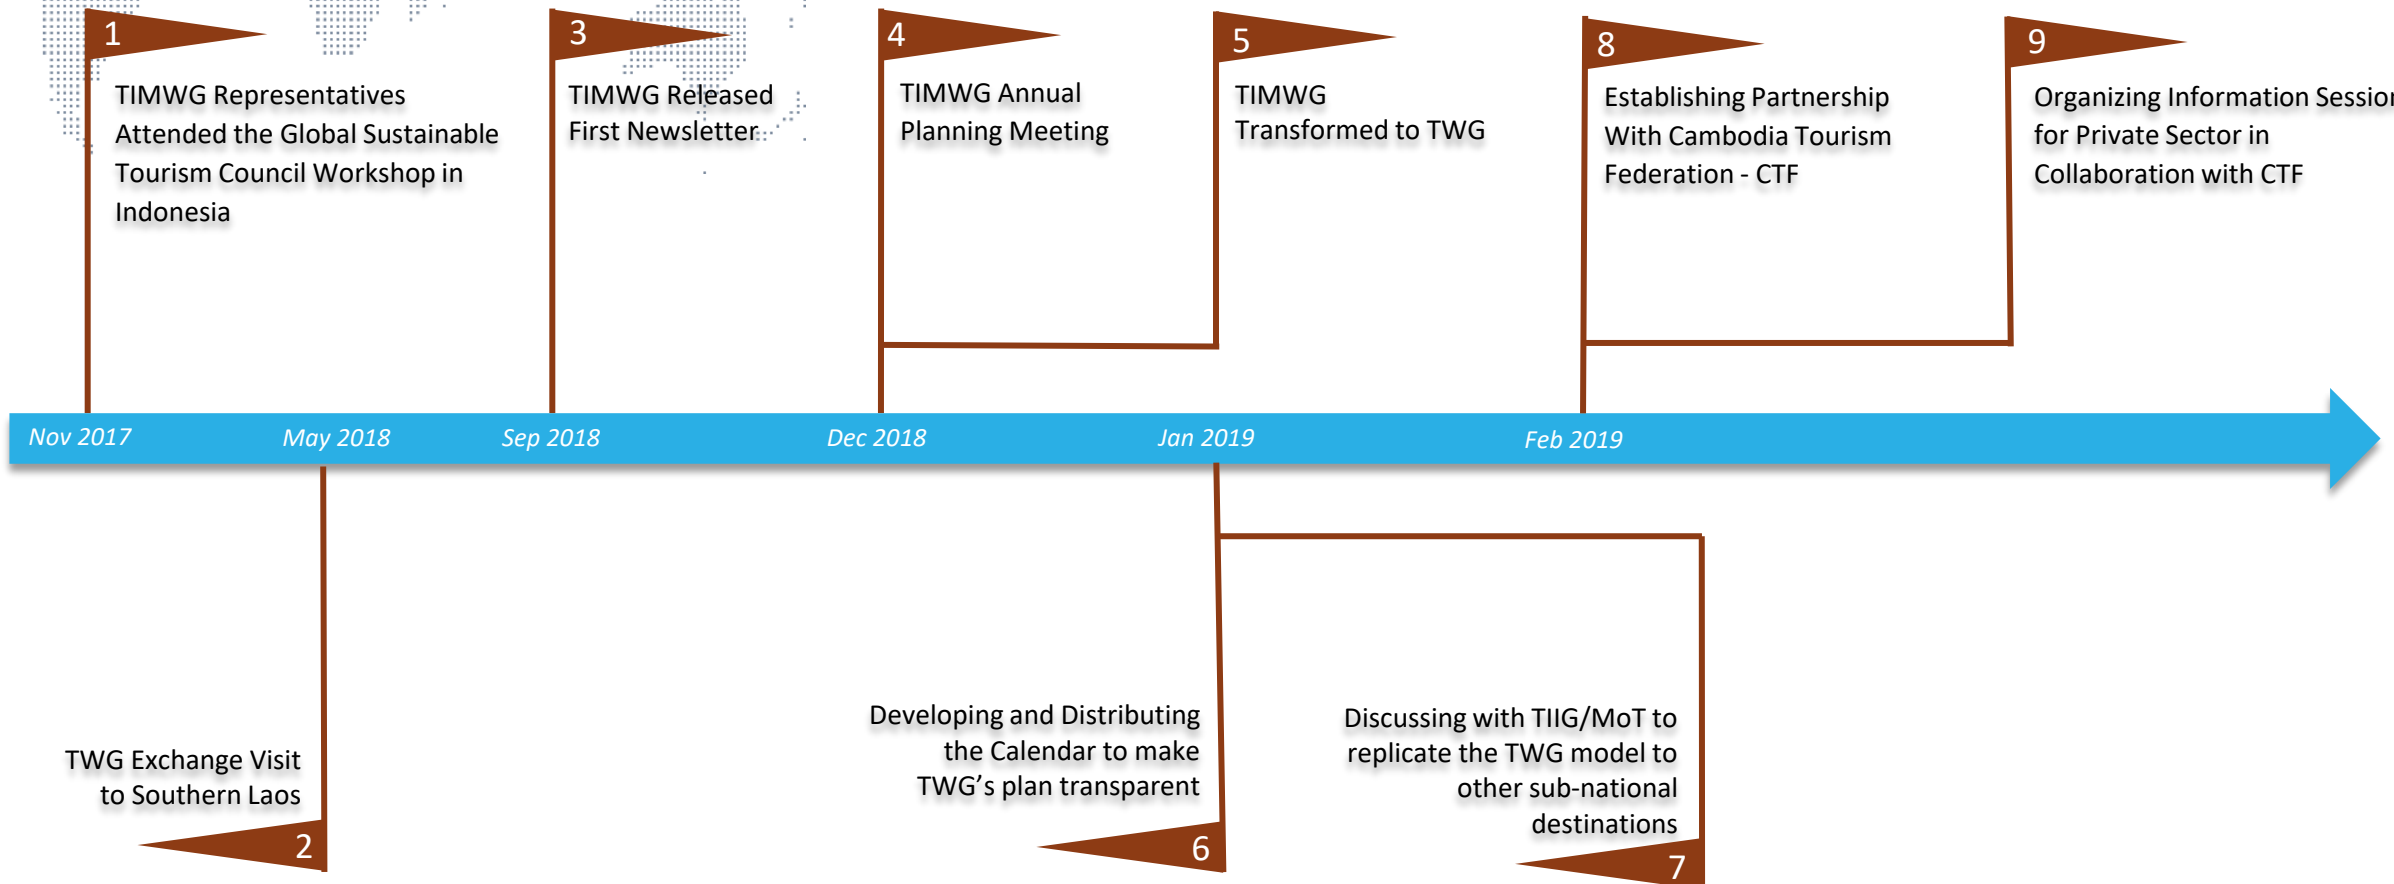 1
TIMWG Representatives
Attended the Global Sustainable
Tourism Council Workshop in
Indonesia
3
TIMWG Released
First Newsletter
4
TIMWG Annual
Planning Meeting
5
TIMWG
Transformed to TWG
8
Establishing Partnership
With Cambodia Tourism
Federation - CTF
9
Organizing Information Session
for Private Sector in
Collaboration with CTF
Nov 2017
May 2018
Sep 2018
Dec 2018
Jan 2019
Feb 2019
TWG Exchange Visit
to Southern Laos
2
Developing and Distributing
the Calendar to make
TWG’s plan transparent
6
Discussing with TIIG/MoT to
replicate the TWG model to
other sub-national
destinations
7